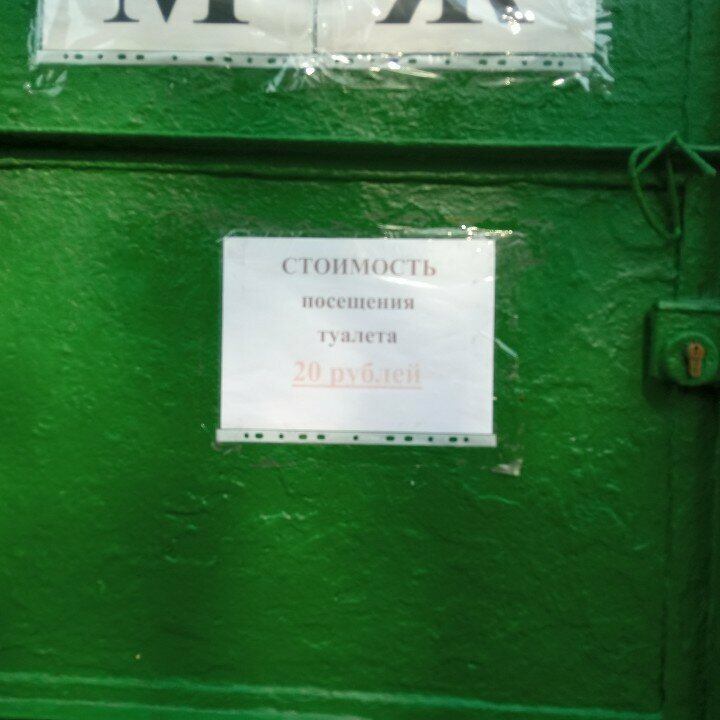 М Ж
СТОИМОСТЬ
посещения
туалета
20 рублей